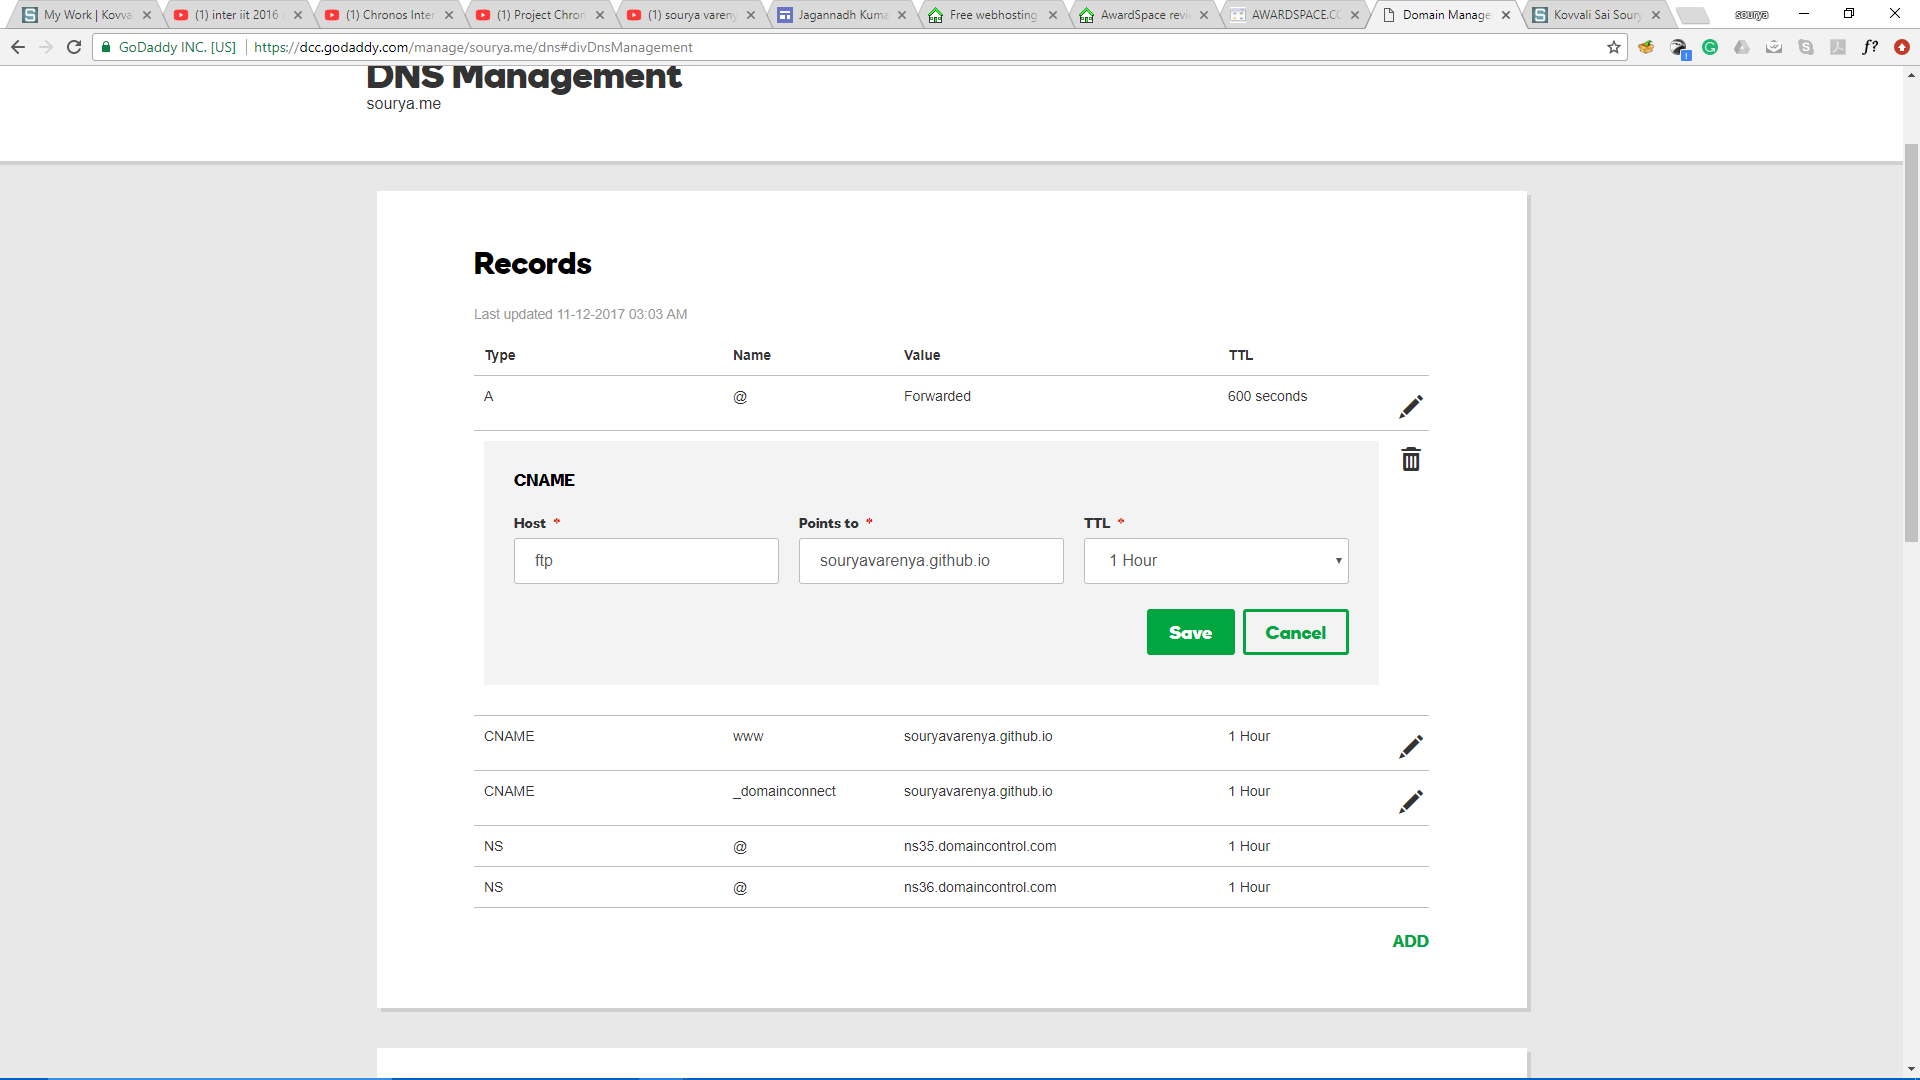 My Work | Kovva
(1) inter iit 2016
(1) Chronos Inter
(1) Project Chron
(1) sourya vareny
Jagannadh Kuma
Free webhosting
AwardSpace revi
AWARDSPACE.CO
Domain Manage
Kovvali Sai Soury
sourya
GoDaddy INC. [US]
https://dcc.godaddy.com/manage/sourya.me/dns#divDnsManagement
f?
DNS Management
sourya.me
Records
Last updated 11-12-2017 03:03 AM
Type Name Value TTL
A @ Forwarded 600 seconds
CNAME
Host * Points to * TTL *
ftp souryavarenya.github.io 1 Hour
Save Cancel
CNAME www souryavarenya.github.io 1 Hour
CNAME _domainconnect souryavarenya.github.io 1 Hour
NS @ ns35.domaincontrol.com 1 Hour
NS @ ns36.domaincontrol.com 1 Hour
ADD